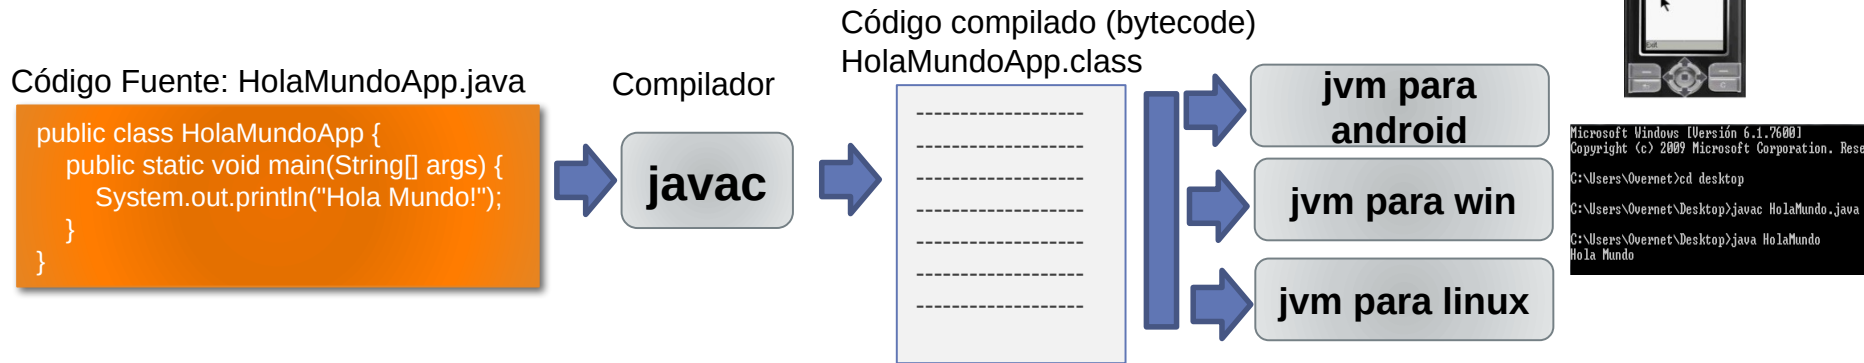 Código Fuente: HolaMundoApp.java
public class HolaMundoApp {
public static void main(String[] args) {
System.out.println("Hola Mundo!");
}
}
Compilador
javac
Código compilado (bytecode)
HolaMundoApp.class
--------------------
--------------------
--------------------
--------------------
--------------------
--------------------
--------------------
jvm para
android
jvm para win
jvm para linux
Exit
Microsoft Windows [Versión 6.1.7600]
Copyright (c) 2009 Microsoft Corporation. Rese
C:\Users\Overnet>cd desktop
C:\Users\Overnet\Desktop>javac HolaMundo.java
C:\Users\Overnet\Desktop>java HolaMundo
Hola Mundo